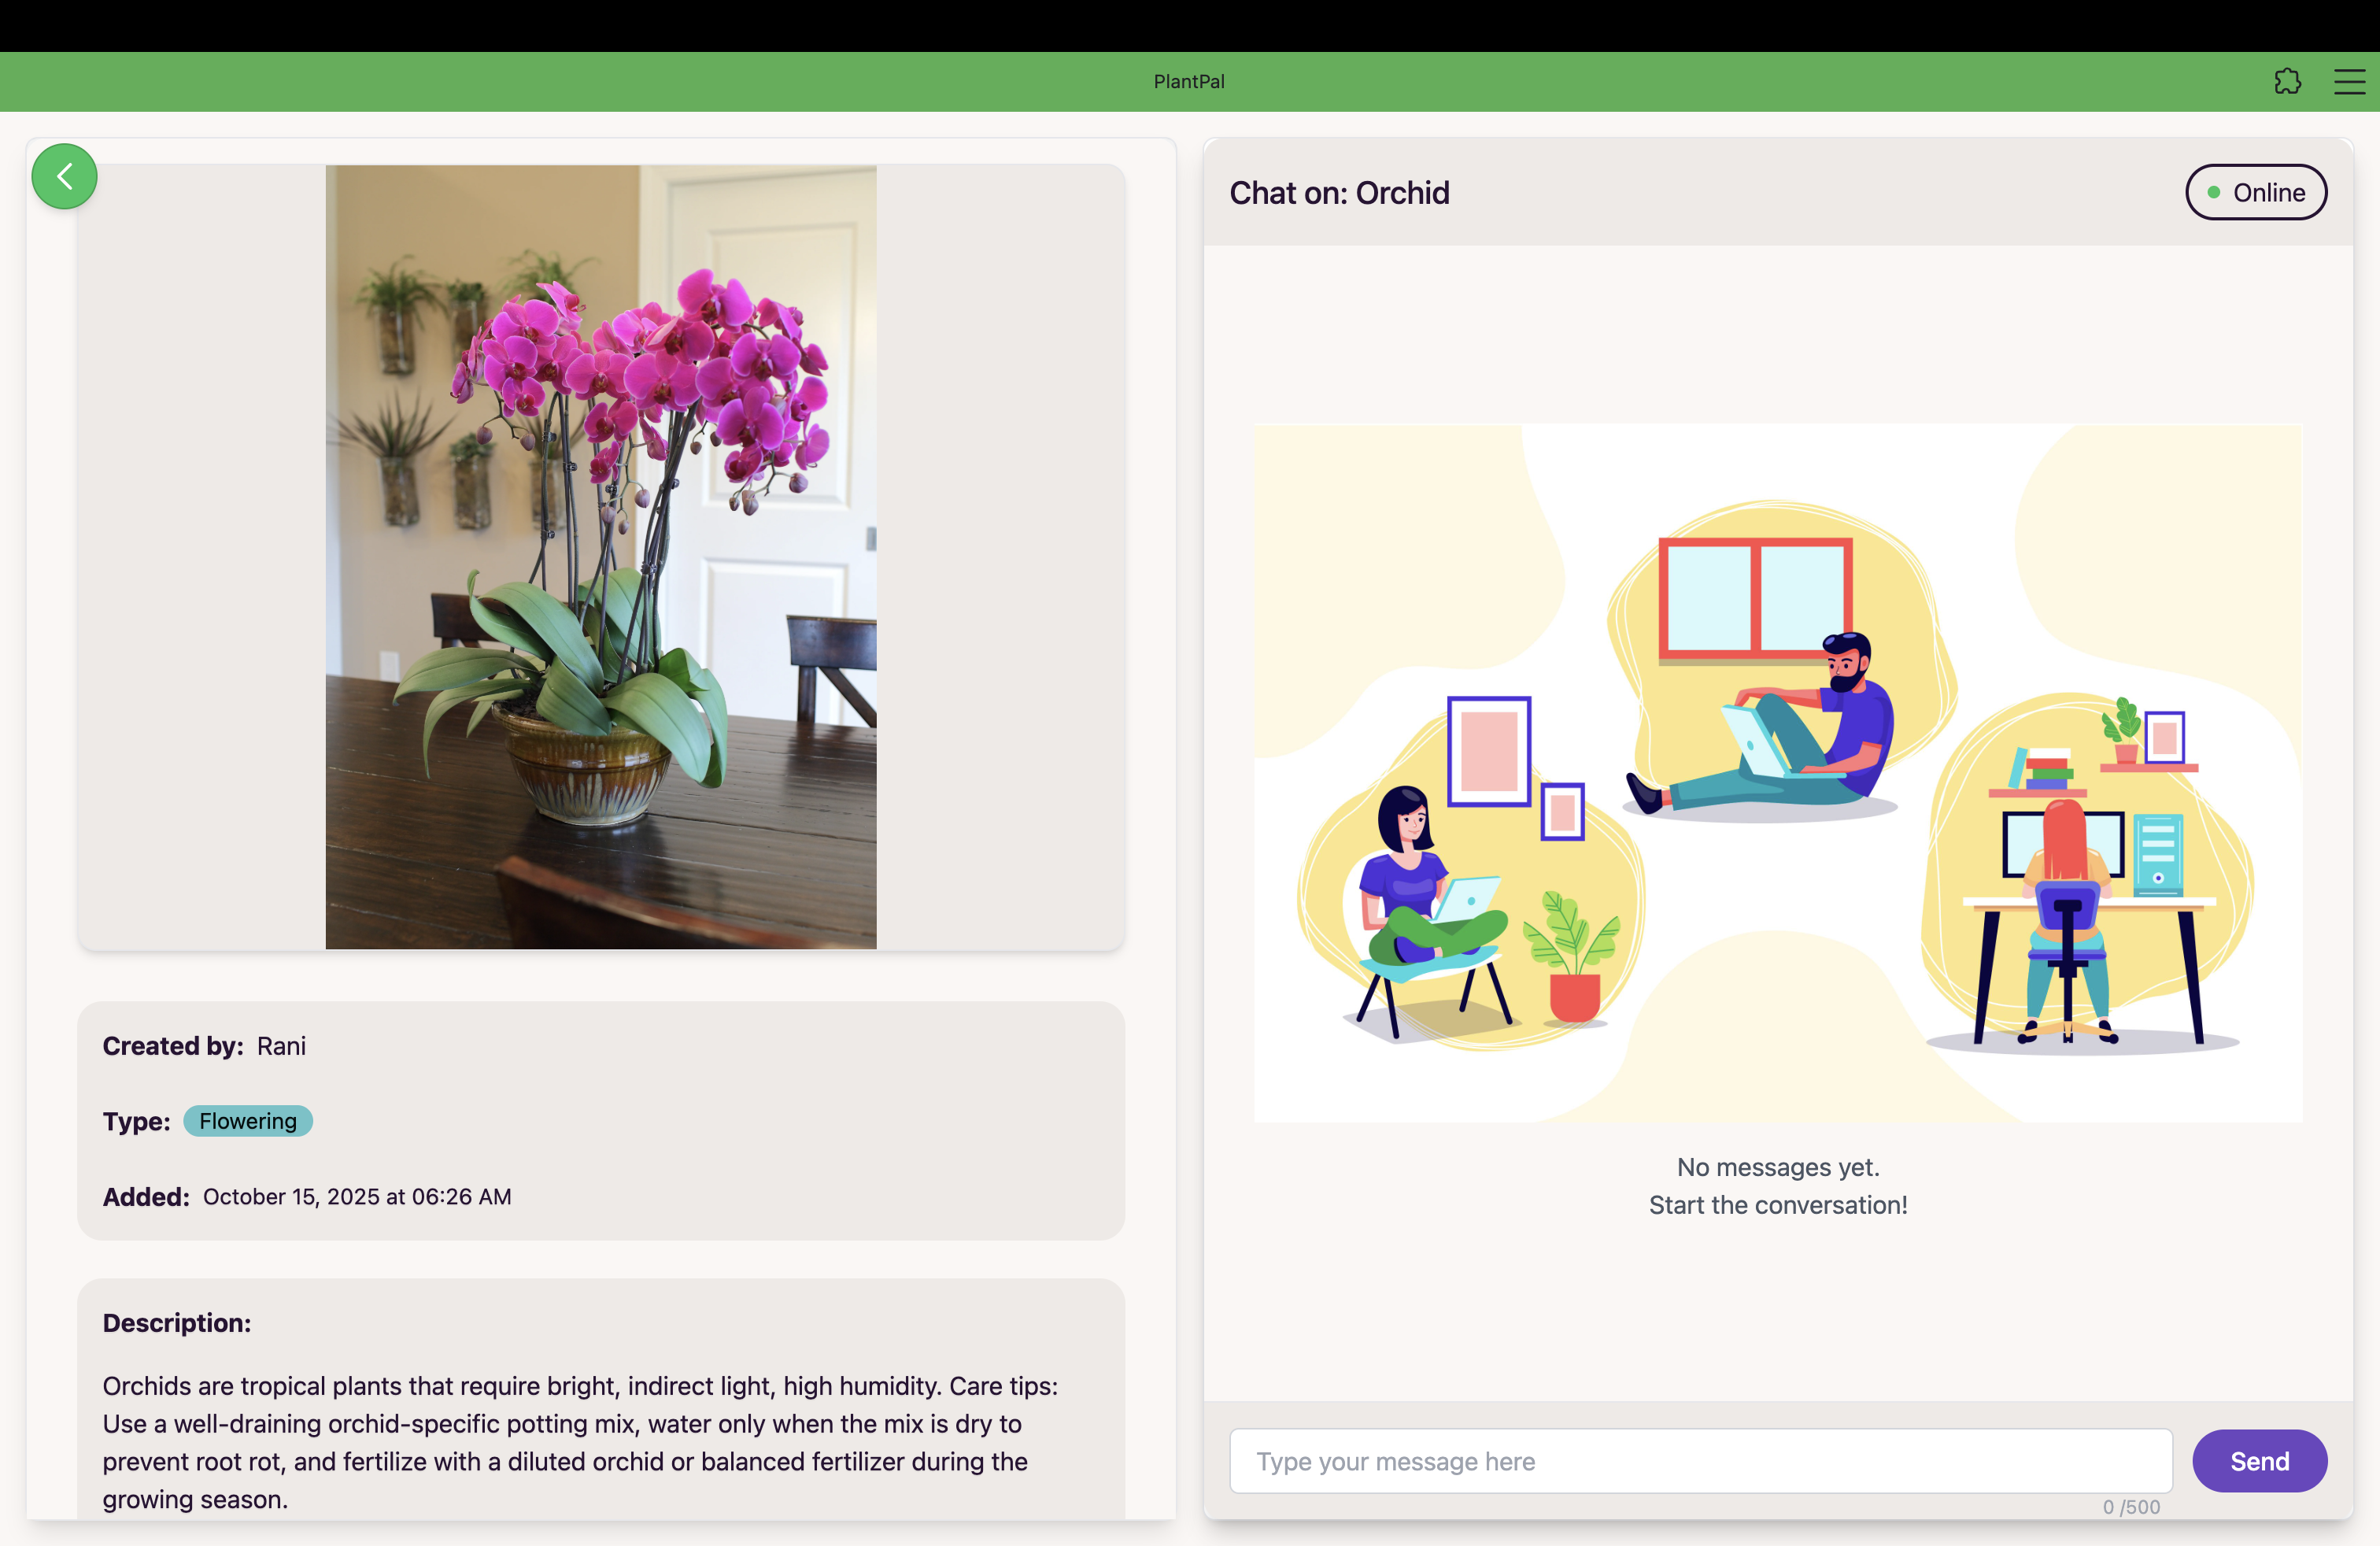 PlantPal
Created by: Rani
Type: Flowering
Added: October 15, 2025 at 06:26 AM
Description:
Orchids are tropical plants that require bright, indirect light, high humidity. Care tips:
Use a well-draining orchid-specific potting mix, water only when the mix is dry to
prevent root rot, and fertilize with a diluted orchid or balanced fertilizer during the
growing season.
Chat on: Orchid
Online
No messages yet.
Start the conversation!
Type your message here
Send
0 /500